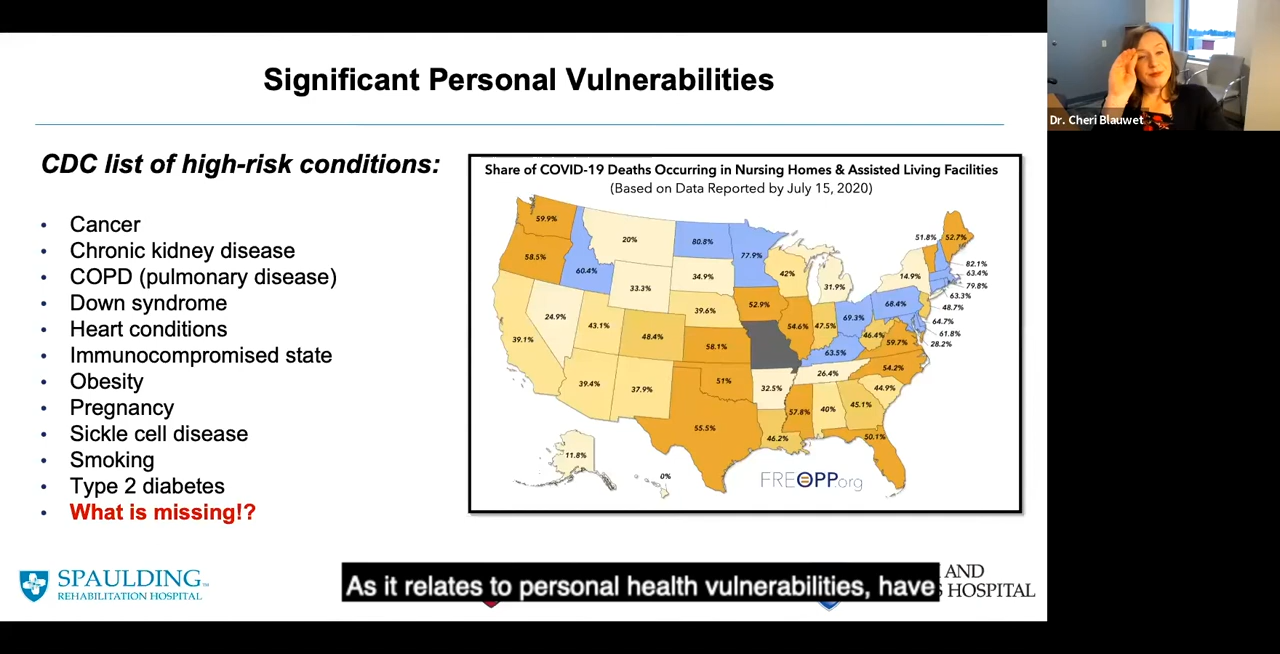 Significant Personal Vulnerabilities
Dr. Cheri Blauwet
CDC list of high-risk conditions:
• Cancer
• Chronic kidney disease
• COPD (pulmonary disease)
• Down syndrome
• Heart conditions
• Immunocompromised state
• Obesity
• Pregnancy
• Sickle cell disease
• Smoking
• Type 2 diabetes
• What is missing!?
Share of COVID-19 Deaths Occurring in Nursing Homes & Assisted Living Facilities
(Based on Data Reported by July 15, 2020)
59.9%
58.5%
60.4%
20%
33.3%
80.8%
34.9%
39.6%
77.9%
42%
31.9%
51.8%
52.7%
14.9%
82.1%
63.4%
79.8%
63.3%
48.7%
64.7%
61.8%
28.2%
39.1%
24.9%
43.1%
48.4%
58.1%
52.9%
54.6%
47.5%
69.3%
68.4%
46.4%
59.7%
63.5%
54.2%
26.4%
44.9%
39.4%
37.9%
51%
32.5%
57.8%
40%
45.1%
55.5%
46.2%
50.1%
11.8%
0%
FREOPP.org
SPAULDING™
REHABILITATION HOSPITAL
AND
HOSPITAL
As it relates to personal health vulnerabilities, have